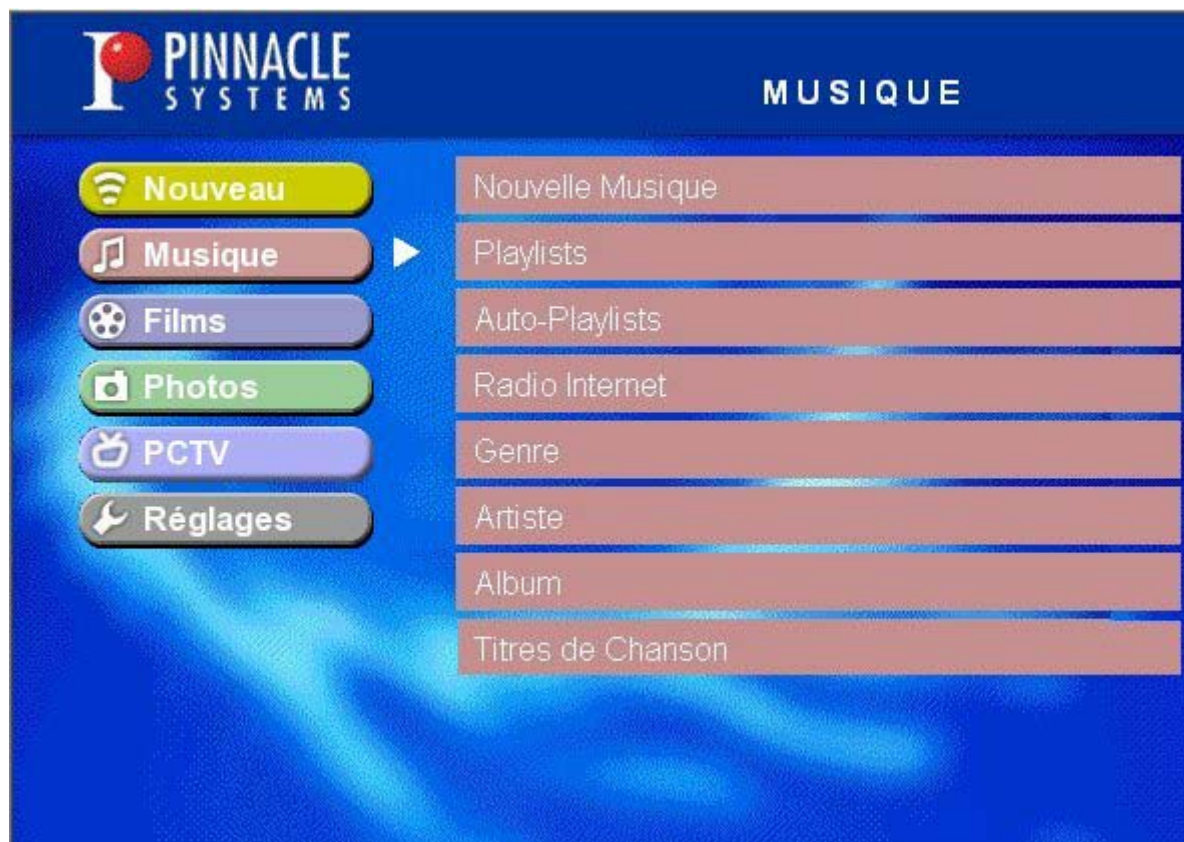 PINNACLE
SYSTEMS
MUSIQUE
Nouveau
Musique
Films
Photos
PCTV
Réglages
Nouvelle Musique
Playlists
Auto-Playlists
Radio Internet
Genre
Artiste
Album
Titres de Chanson